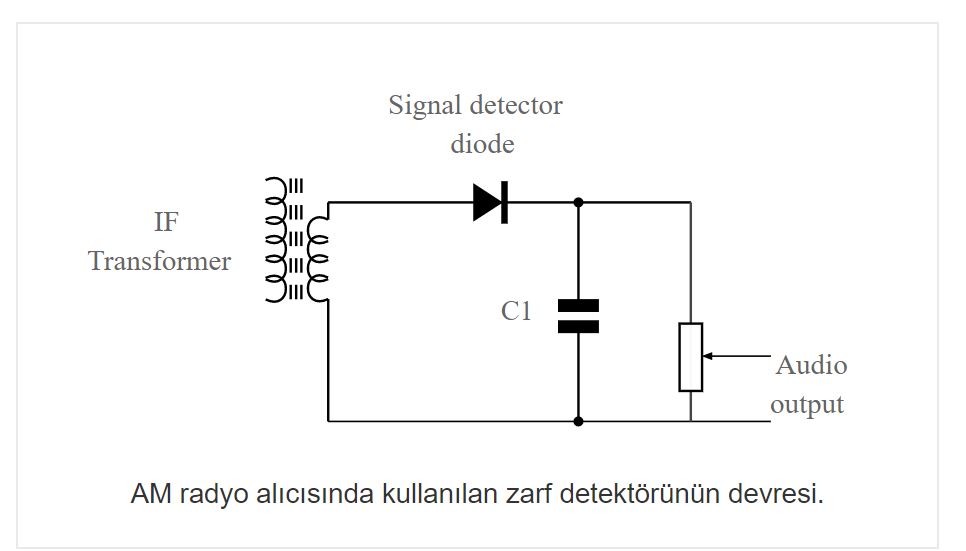 Signal detector
diode
IF
Transformer
C1
Audio
output
AM radyo alıcısında kullanılan zarf detektörünün devresi.